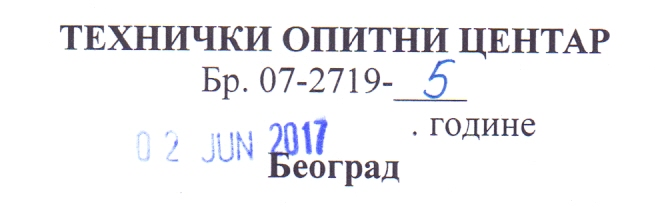 ТЕХНИЧКИ ОПИТНИ ЦЕНТАР
Бр. 07-2719-5
02 JUN 2017 . године
Београд